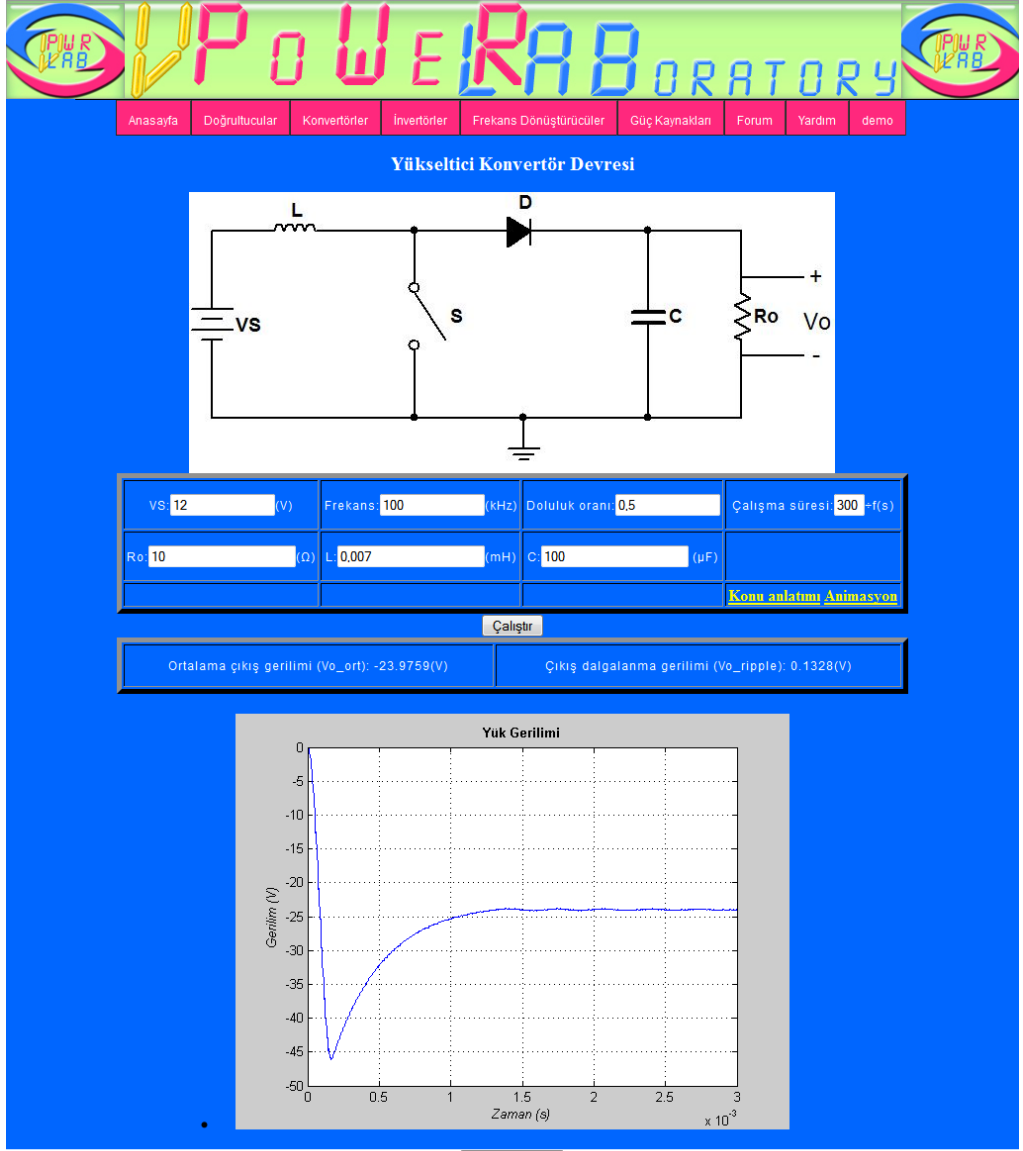 PWR LAB
VPOWERLABORATORY
PWR LAB
Anasayfa Doğrultucular Konvertörler İnvertörler Frekans Dönüştürücüler Güç Kaynakları Forum Yardım demo
Yükseltici Konvertör Devresi
D
L
+
S
VS
C
Ro
Vo
-
VS: 12 (V) Frekans: 100 (kHz) Doluluk oranı: 0,5 Çalışma süresi: 300 ÷f(s)
Ro: 10 (Ω) L: 0,007 (mH) C: 100 (µF)
Konu anlatımı Animasyon
Çalıştır
Ortalama çıkış gerilimi (Vo_ort): -23.9759(V) Çıkış dalgalanma gerilimi (Vo_ripple): 0.1328(V)
Yük Gerilimi
0
-5
-10
-15
-20
-25
-30
-35
-40
-45
-50
Gerilim (V)
0 0.5 1 1.5 2 2.5 3
Zaman (s)
x 10⁻³